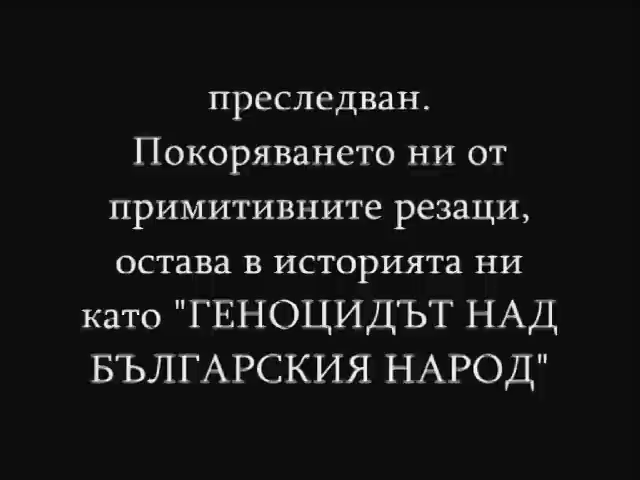 преследван.
Покоряването ни от
примитивните резаци,
остава в историята ни
като "ГЕНОЦИДЪТ НАД
БЪЛГАРСКИЯ НАРОД"